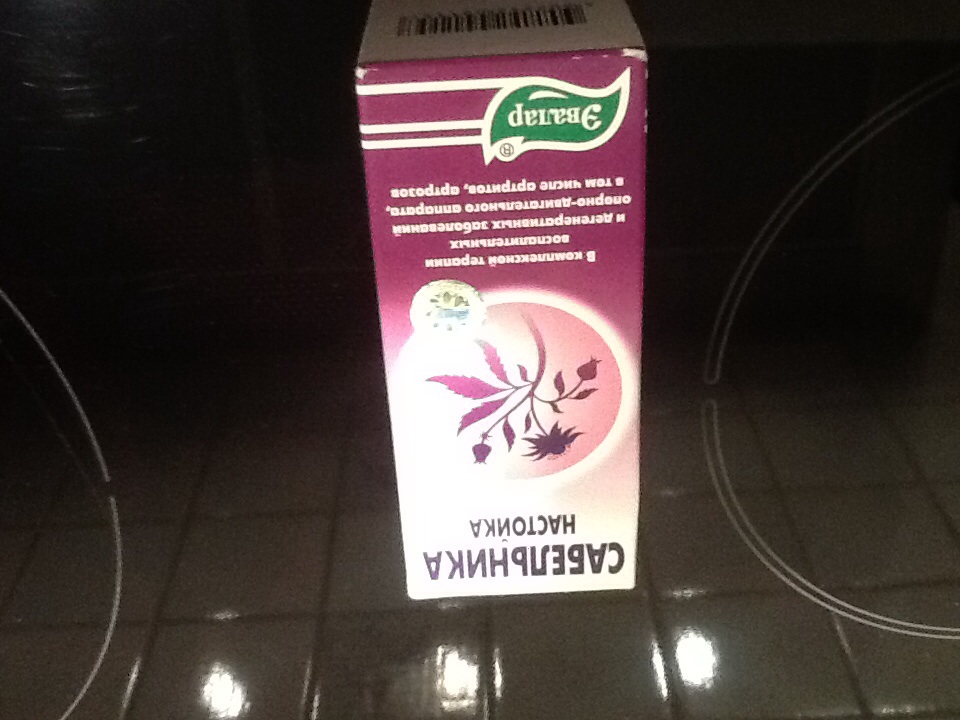 САБЕЛЬНИКА
НАСТОЙКА
В комплексной терапии
воспалительных
и дегенеративных заболеваний
опорно-двигательного аппарата,
в том числе артритов, артрозов
Эвалар®